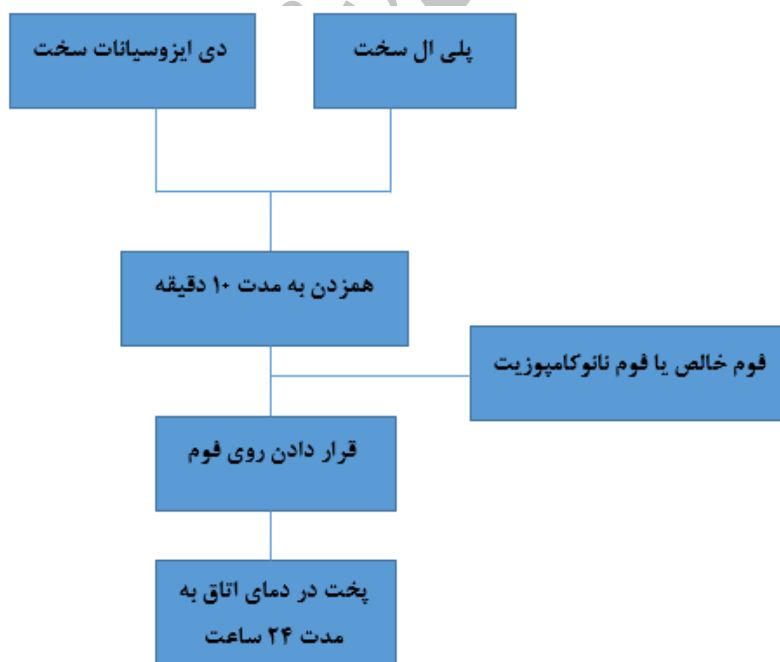 پلی ال سخت
دی ایزوسیانات سخت
همزدن به مدت ۱۰ دقیقه
فوم خالص یا فوم نانوکامپوزیت
قرار دادن روی فوم
پخت در دمای اتاق به
مدت ۲۴ ساعت